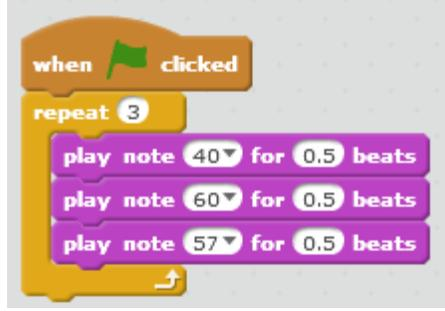 when clicked
repeat 3
play note 40 for 0.5 beats
play note 60 for 0.5 beats
play note 57 for 0.5 beats